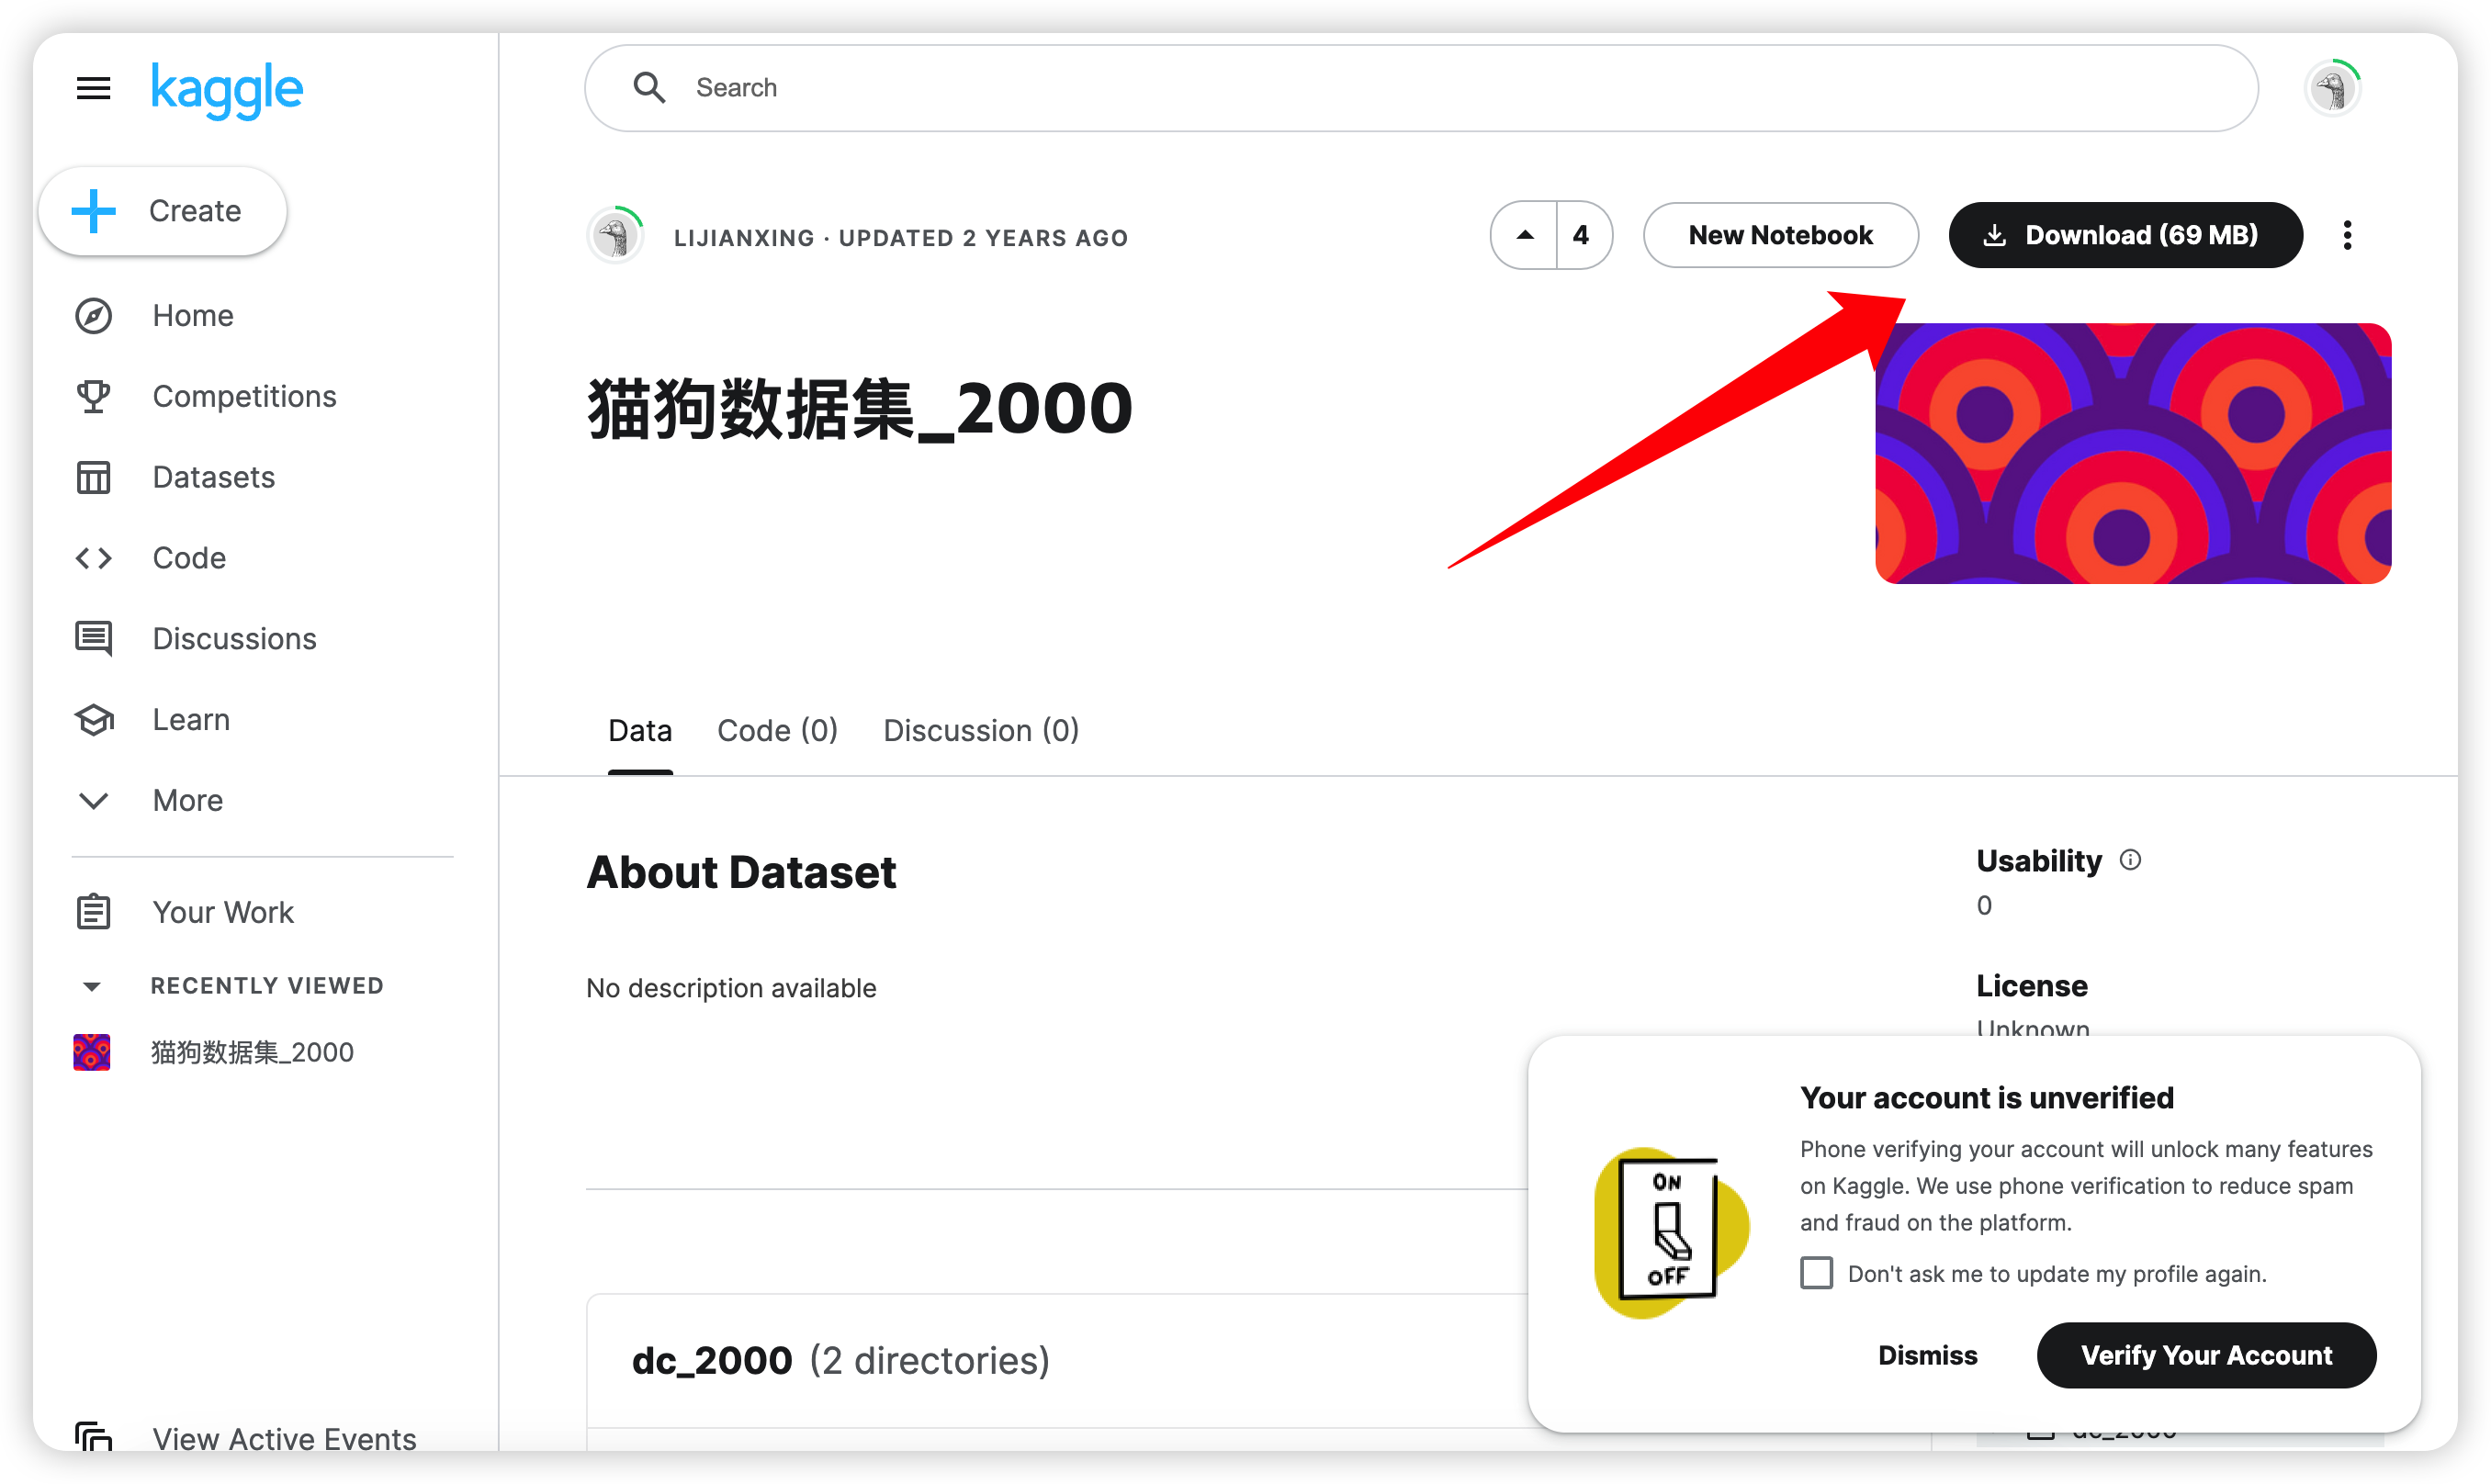 kaggle
Search
Create
Home
Competitions
Datasets
Code
Discussions
Learn
More
Your Work
RECENTLY VIEWED
猫狗数据集_2000
View Active Events
LIJIANXING · UPDATED 2 YEARS AGO
4
New Notebook
Download (69 MB)
猫狗数据集_2000
Data
Code (0)
Discussion (0)
About Dataset
No description available
Usability
0
License
Unknown
dc_2000 (2 directories)
Your account is unverified
Phone verifying your account will unlock many features
on Kaggle. We use phone verification to reduce spam
and fraud on the platform.
ON
OFF
Don't ask me to update my profile again.
Dismiss
Verify Your Account
dc_2000